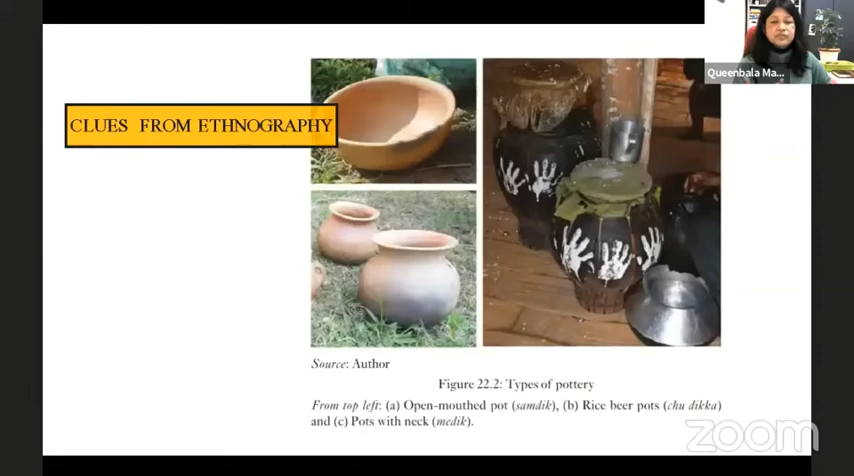 Queenbala Ma...
CLUES FROM ETHNOGRAPHY
Source: Author
Figure 22.2: Types of pottery
From top left: (a) Open-mouthed pot (samdik), (b) Rice beer pots (chu dikka)
and (c) Pots with neck (medik).
zoom